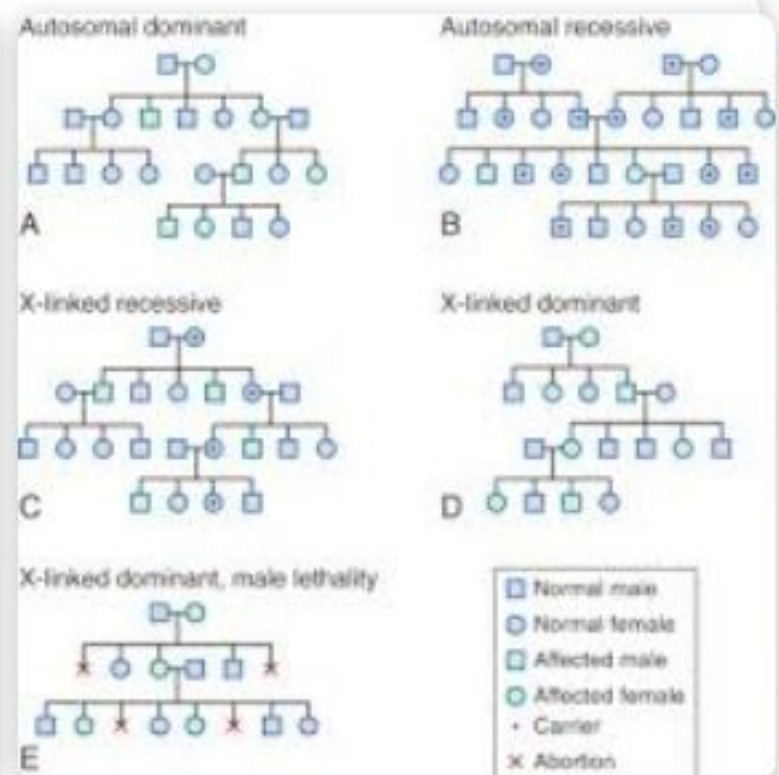 Autosomal dominant
Autosomal recessive
A
B
X-linked recessive
X-linked dominant
C
D
X-linked dominant, male lethality
Normal male
Normal female
Affected male
Affected female
• Carrier
× Abortion
E